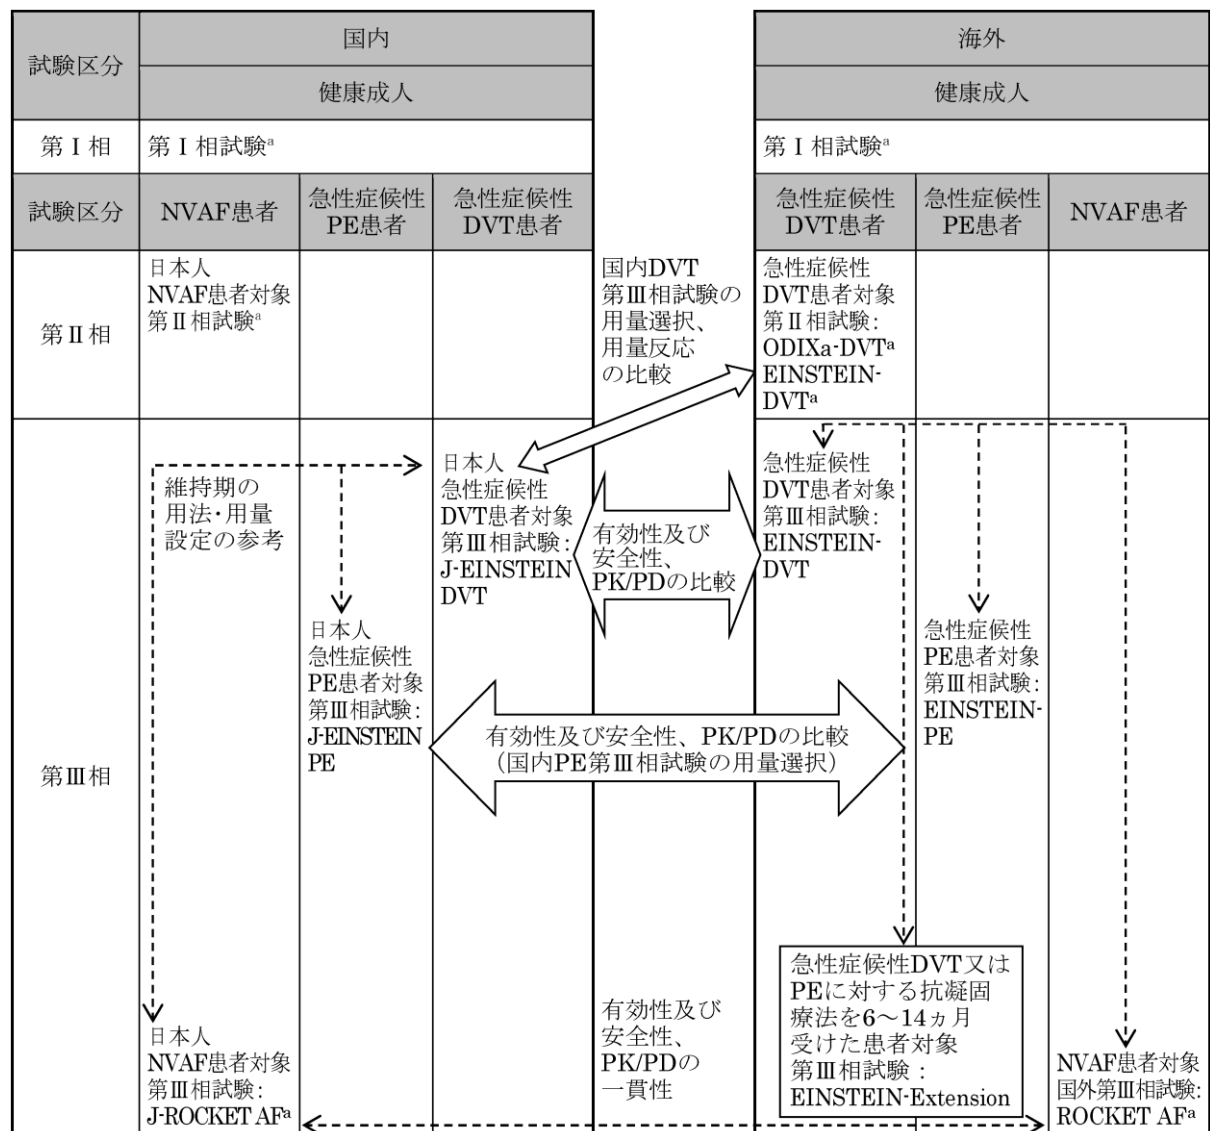 試験区分
国内
海外
健康成人
健康成人
第Ⅰ相
第Ⅰ相試験a
第Ⅰ相試験a
試験区分
NVAF患者
急性症候性
PE患者
急性症候性
DVT患者
急性症候性
DVT患者
急性症候性
PE患者
NVAF患者
第Ⅱ相
日本人
NVAF患者対象
第Ⅱ相試験a
国内DVT
第Ⅲ相試験の
用量選択、
用量反応
の比較
急性症候性
DVT患者対象
第Ⅱ相試験:
ODIXa-DVTa
EINSTEIN-
DVTa
第Ⅲ相
維持期の
用法・用量
設定の参考
日本人
急性症候性
DVT患者対象
第Ⅲ相試験:
J-EINSTEIN
DVT
有効性及び
安全性、
PK/PDの比較
急性症候性
DVT患者対象
第Ⅲ相試験:
EINSTEIN-
DVT
日本人
急性症候性
PE患者対象
第Ⅲ相試験:
J-EINSTEIN
PE
有効性及び安全性、PK/PDの比較
(国内PE第Ⅲ相試験の用量選択)
急性症候性
PE患者対象
第Ⅲ相試験:
EINSTEIN-
PE
日本人
NVAF患者対象
第Ⅲ相試験:
J-ROCKET AFa
有効性及び
安全性、
PK/PDの
一貫性
急性症候性DVT又は
PEに対する抗凝固
療法を6〜14ヵ月
受けた患者対象
第Ⅲ相試験:
EINSTEIN-Extension
NVAF患者対象
国外第Ⅲ相試験:
ROCKET AFa